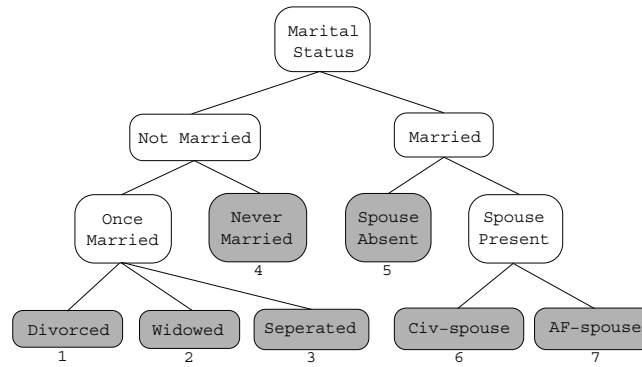 Marital
Status
Not Married
Married
Once
Married
Never
Married
Spouse
Absent
Spouse
Present
4
5
Divorced
Widowed
Seperated
Civ-spouse
AF-spouse
1
2
3
6
7